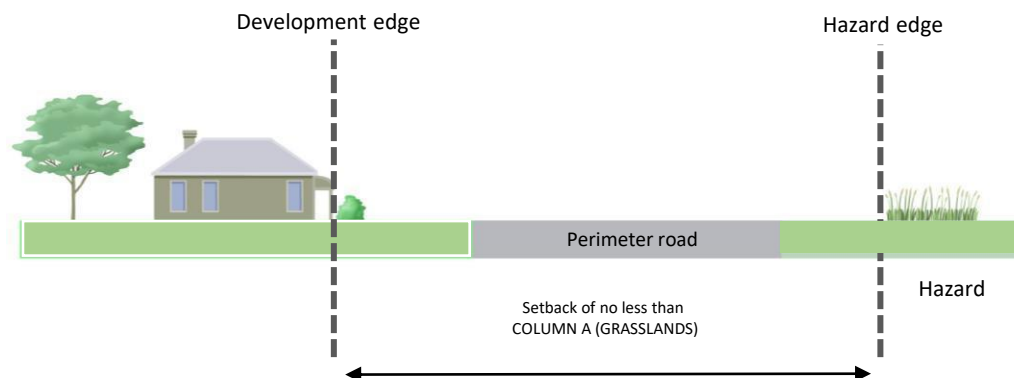 Development edge
Hazard edge
Perimeter road
Hazard
Setback of no less than
COLUMN A (GRASSLANDS)